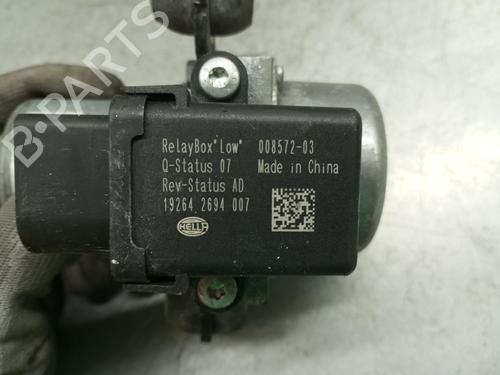 B-PARTS
RelayBox "Low" 008572-03
Q-Status 07 Made in China
Rev-Status AD
19264 2694 007
HELLA